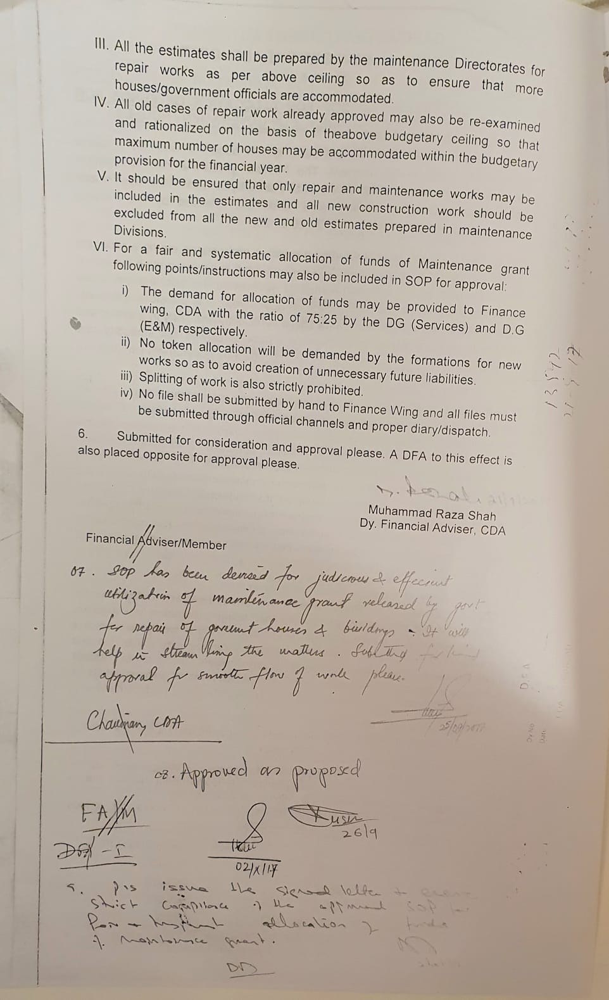 III. All the estimates shall be prepared by the maintenance Directorates for
repair works as per above ceiling so as to ensure that more
houses/government officials are accommodated.
IV. All old cases of repair work already approved may also be re-examined
and rationalized on the basis of theabove budgetary ceiling so that
maximum number of houses may be accommodated within the budgetary
provision for the financial year.
V. It should be ensured that only repair and maintenance works may be
included in the estimates and all new construction work should be
excluded from all the new and old estimates prepared in maintenance
Divisions.
VI. For a fair and systematic allocation of funds of Maintenance grant
following points/instructions may also be included in SOP for approval:
i) The demand for allocation of funds may be provided to Finance
wing, CDA with the ratio of 75:25 by the DG (Services) and D.G
(E&M) respectively.
ii) No token allocation will be demanded by the formations for new
works so as to avoid creation of unnecessary future liabilities.
iii) Splitting of work is also strictly prohibited.
iv) No file shall be submitted by hand to Finance Wing and all files must
be submitted through official channels and proper diary/dispatch.
6. Submitted for consideration and approval please. A DFA to this effect is
also placed opposite for approval please.
Muhammad Raza Shah
Dy. Financial Adviser, CDA
Financial Adviser/Member
07. SOP has been devised for judicious & effecient
utilization of maintenance grant released by govt
for repair of government houses & buildings. It will
help in streamlining the matters. Submitted for kind
approval for smooth flow of work please.
25/09/2017
Chairman, CDA
08. Approved as proposed
FA/M
26/9
02/X/17
DFA-I
9. Pls issue the signed letter
strict compliance of the approved SOP for
allocation of funds
of maintenance grant.
DD
13542